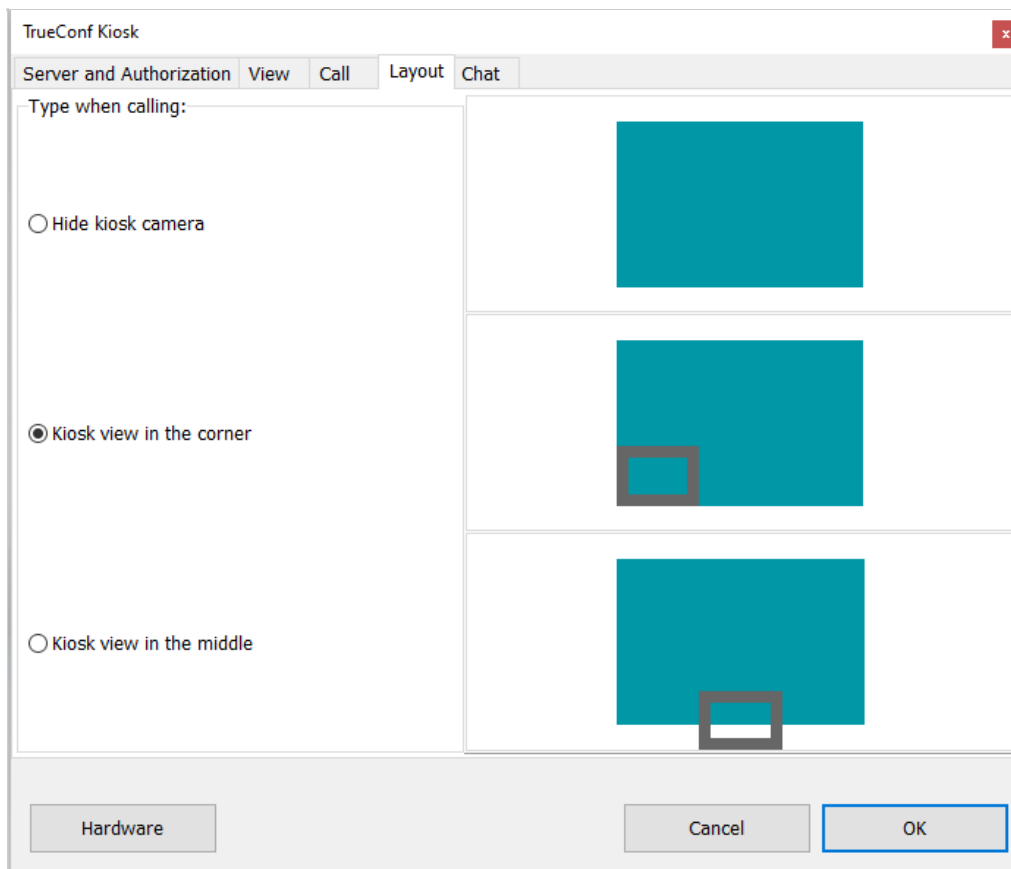 TrueConf Kiosk
x
Server and Authorization View Call Layout Chat
Type when calling:
Hide kiosk camera
Kiosk view in the corner
Kiosk view in the middle
Hardware Cancel OK